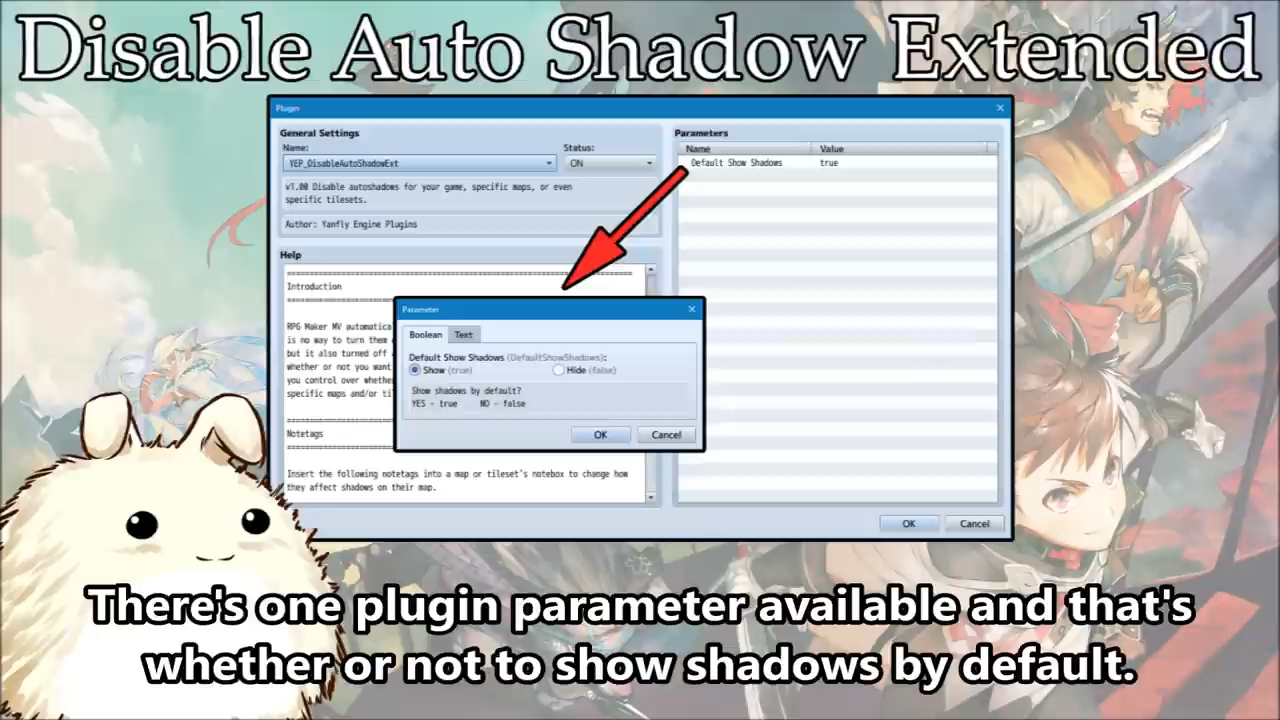 Disable Auto Shadow Extended
Plugin
General Settings
Name:
Status:
YEP_DisableAutoShadowExt
ON
v1.00 Disable autoshadows for your game, specific maps, or even
specific tilesets.
Author: Yanfly Engine Plugins
Parameters
Name
Value
Default Show Shadows
true
Help
Introduction
RPG Maker MV automatica
is no way to turn them
but it also turned off
whether or not you want
you control over whethe
specific maps and/or ti
Notetags
Insert the following notetags into a map or tileset's notebox to change how
they affect shadows on their map.
Parameter
Boolean
Text
Default Show Shadows (DefaultShowShadows):
Show (true)
Hide (false)
Show shadows by default?
YES - true NO - false
OK
Cancel
OK
Cancel
There's one plugin parameter available and that's
whether or not to show shadows by default.